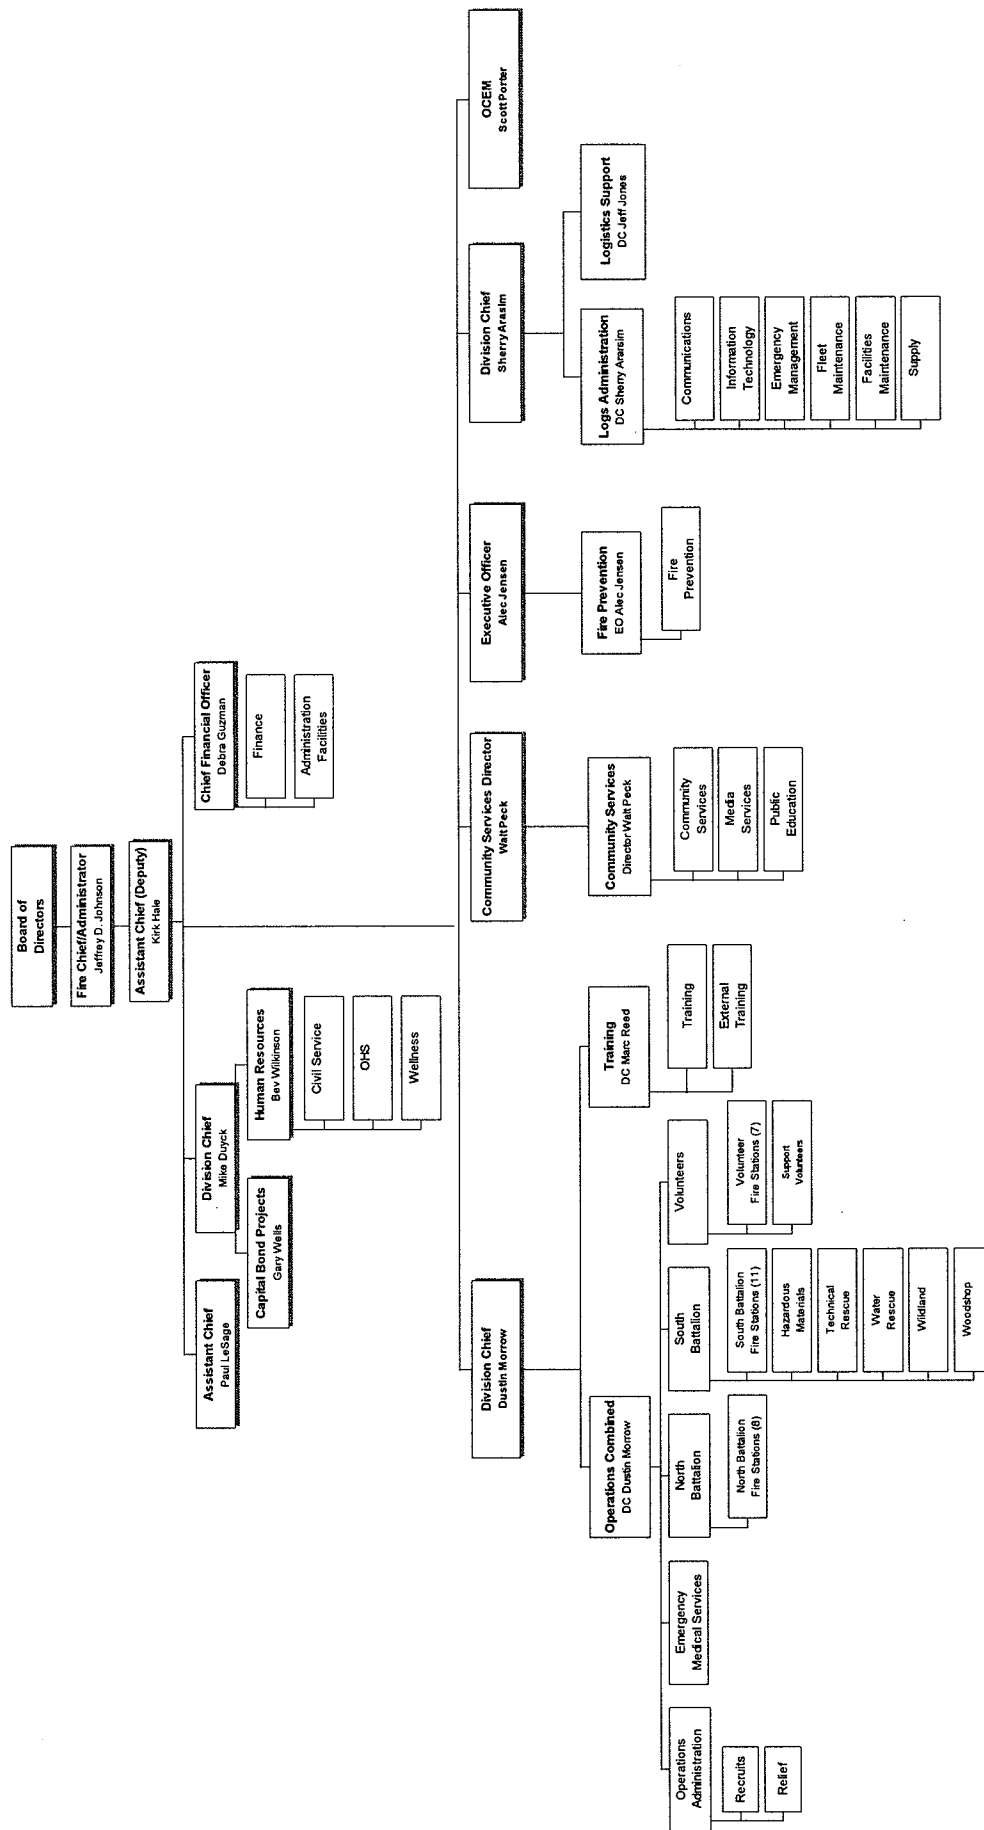 Board of
Directors
Fire Chief/Administrator
Jeffrey D. Johnson
Assistant Chief (Deputy)
Kirk Hale
Assistant Chief
Paul LeSage
Division Chief
Mike Duyck
Chief Financial Officer
Debra Guzman
Capital Bond Projects
Gary Wells
Human Resources
Bev Wilkinson
Civil Service
OHS
Wellness
Finance
Administration
Facilities
Division Chief
Dustin Morrow
Community Services Director
Walt Peck
Executive Officer
Alec Jensen
Division Chief
Sherry Arasim
OCEM
Scott Porter
Operations Combined
DC Dustin Morrow
Training
DC Marc Reed
Community Services
Director Walt Peck
Fire Prevention
EO Alec Jensen
Logs Administration
DC Sherry Ararsim
Logistics Support
DC Jeff Jones
Operations
Administration
Recruits
Relief
Emergency
Medical Services
North
Battalion
North Battalion
Fire Stations (8)
South
Battalion
South Battalion
Fire Stations (11)
Hazardous
Materials
Technical
Rescue
Water
Rescue
Wildland
Woodshop
Volunteers
Volunteer
Fire Stations (7)
Support
Volunteers
Training
External
Training
Community
Services
Media
Services
Public
Education
Fire
Prevention
Communications
Information
Technology
Emergency
Management
Fleet
Maintenance
Facilities
Maintenance
Supply